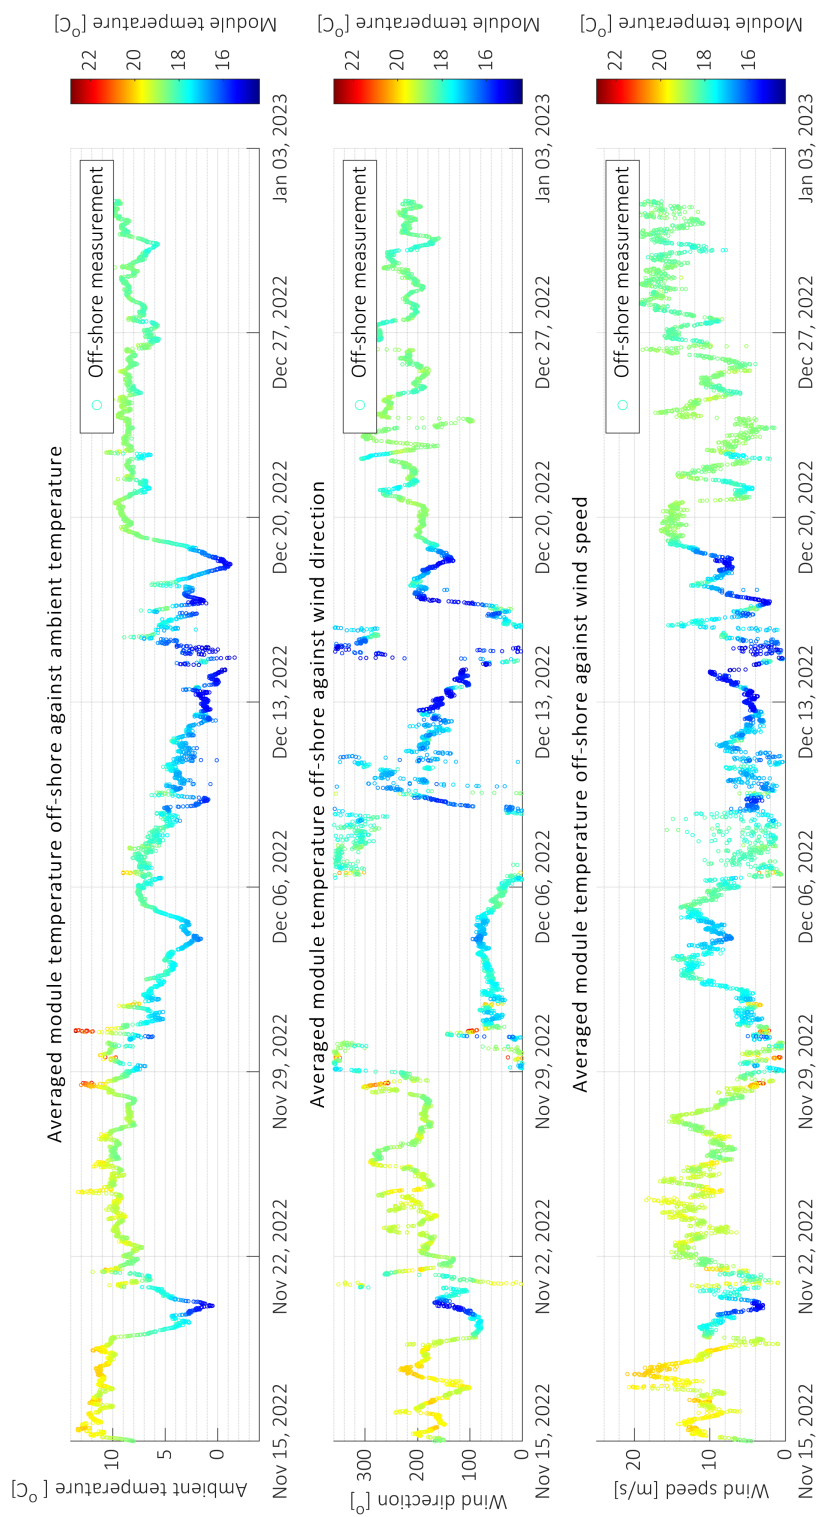 Averaged module temperature off-shore against ambient temperature
Ambient temperature [°C]
10
5
0
Off-shore measurement
Nov 15, 2022
Nov 22, 2022
Nov 29, 2022
Dec 06, 2022
Dec 13, 2022
Dec 20, 2022
Dec 27, 2022
Jan 03, 2023
22
20
18
16
Module temperature [°C]
Averaged module temperature off-shore against wind direction
Wind direction [°]
300
200
100
0
Off-shore measurement
Nov 15, 2022
Nov 22, 2022
Nov 29, 2022
Dec 06, 2022
Dec 13, 2022
Dec 20, 2022
Dec 27, 2022
Jan 03, 2023
22
20
18
16
Module temperature [°C]
Averaged module temperature off-shore against wind speed
Wind speed [m/s]
20
10
0
Off-shore measurement
Nov 15, 2022
Nov 22, 2022
Nov 29, 2022
Dec 06, 2022
Dec 13, 2022
Dec 20, 2022
Dec 27, 2022
Jan 03, 2023
22
20
18
16
Module temperature [°C]